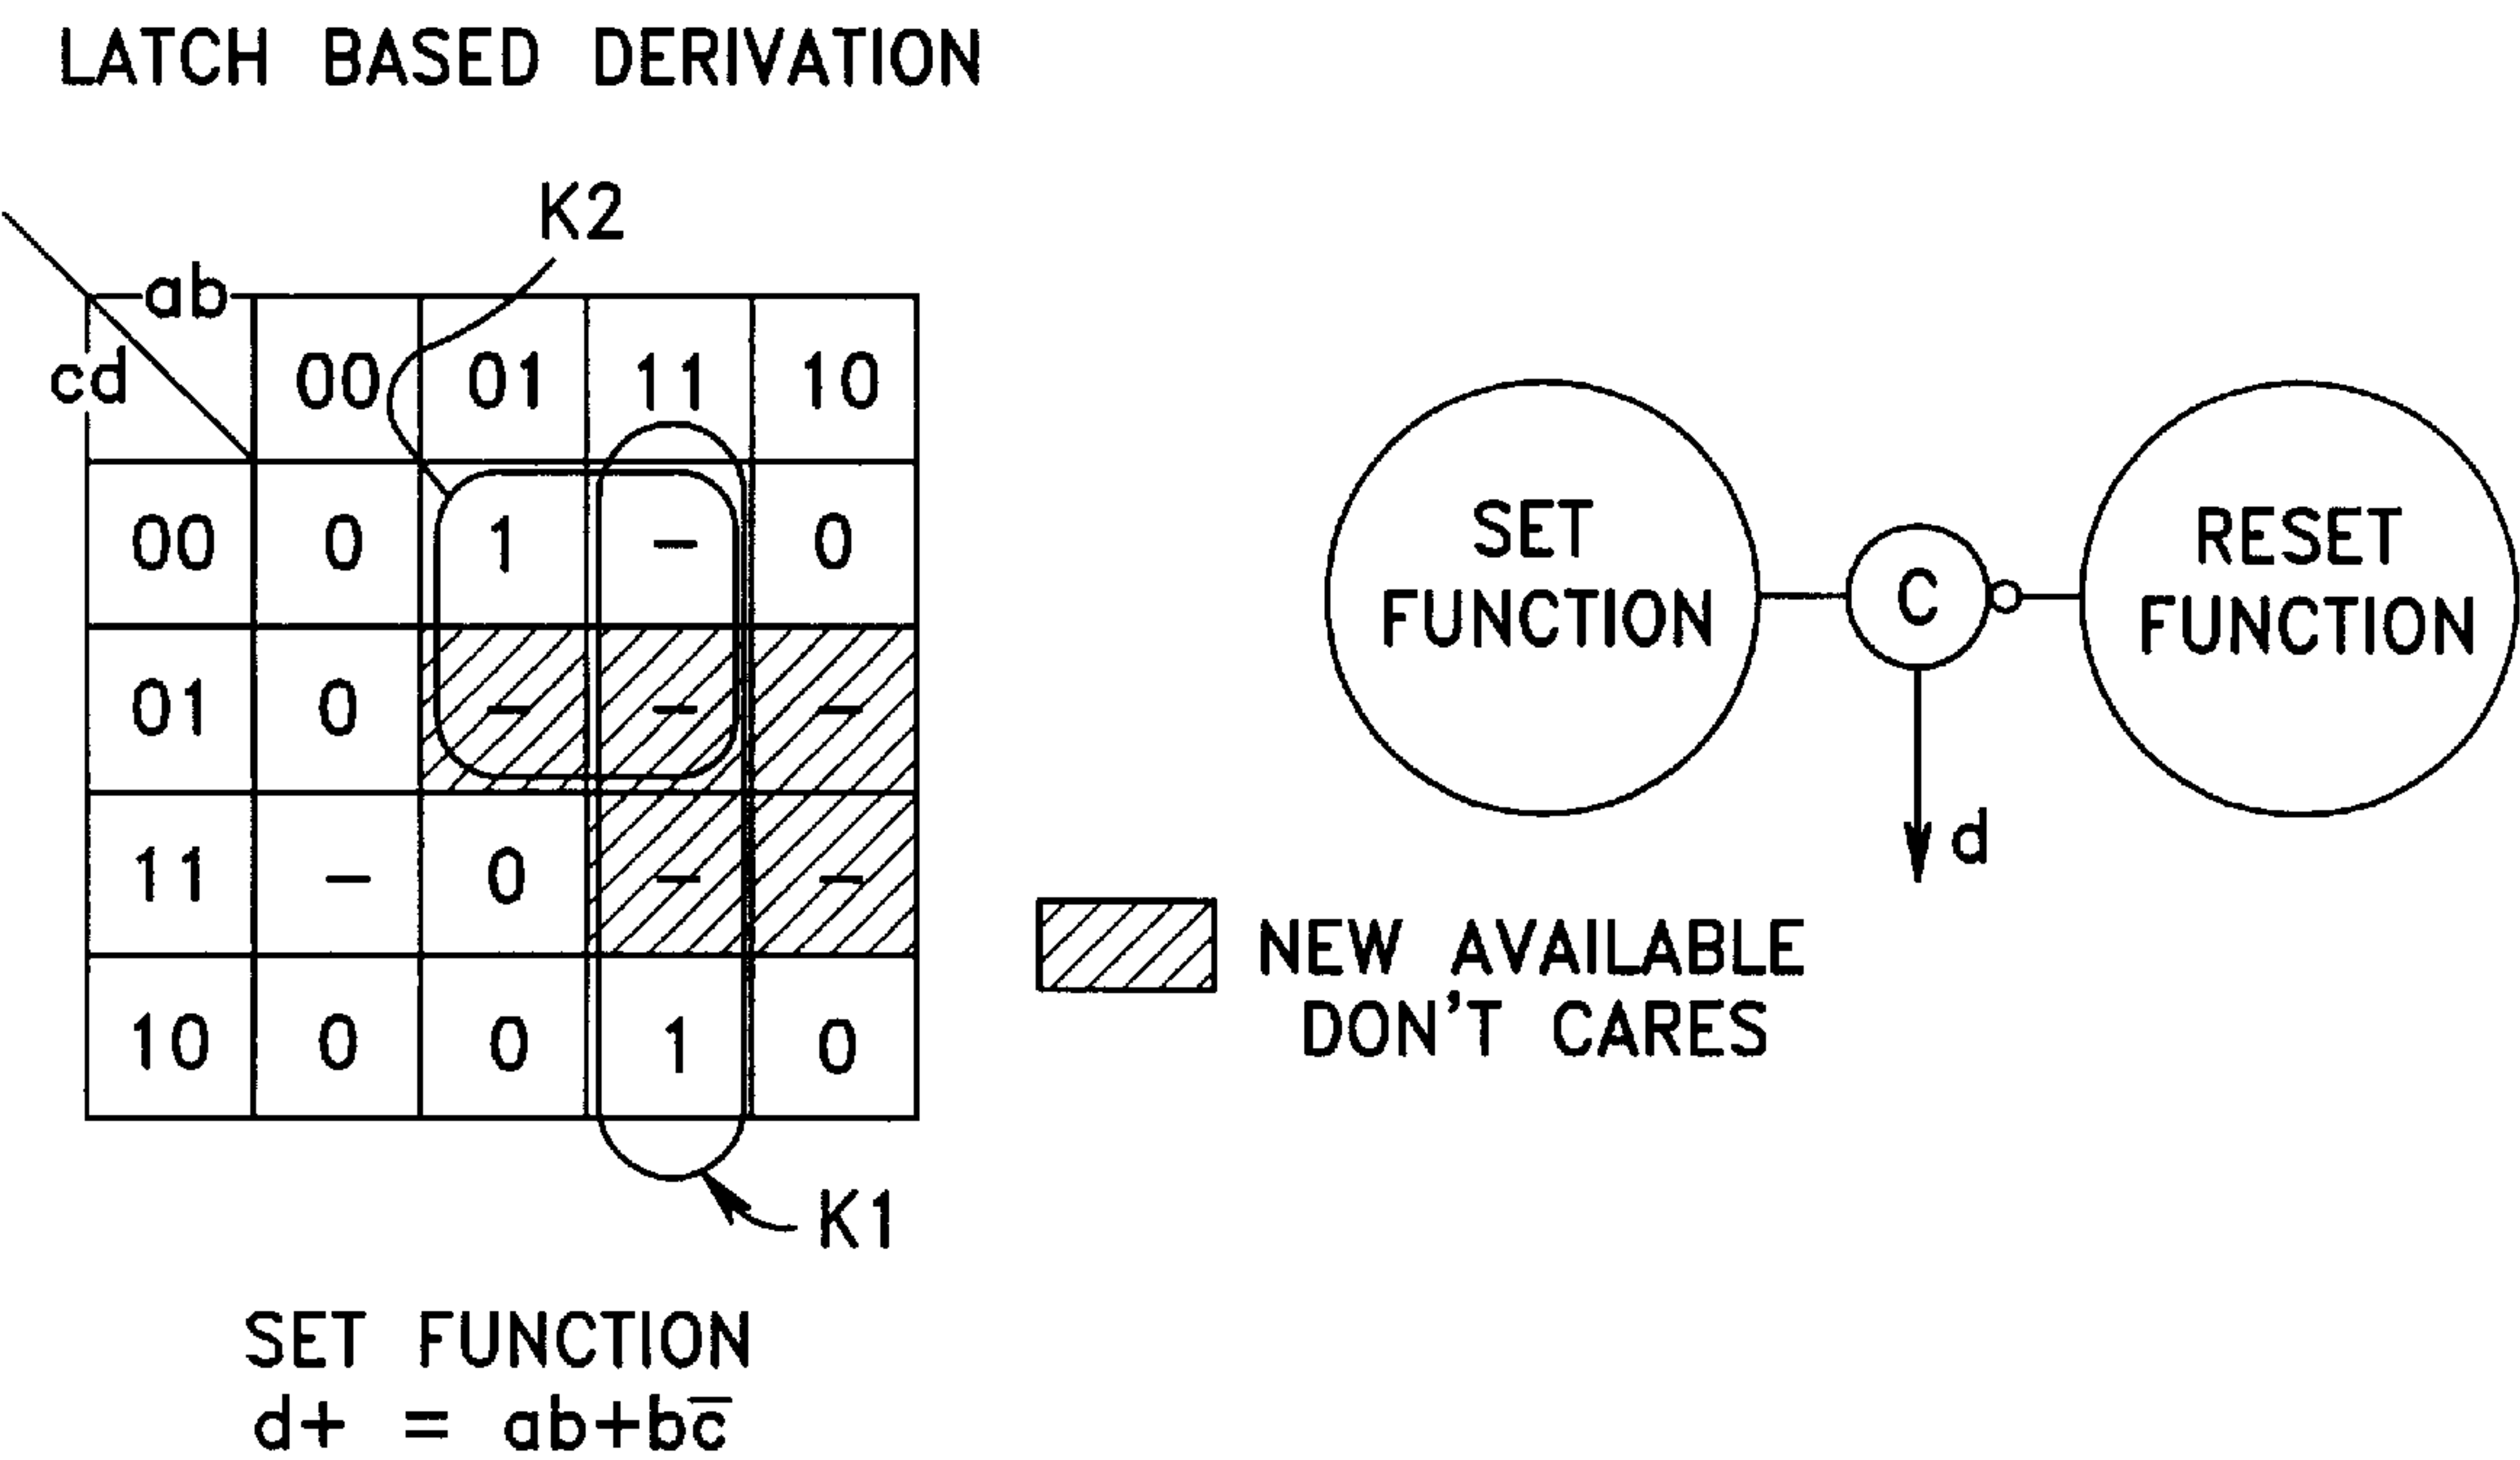 LATCH BASED DERIVATION
K2
ab
cd
00 01 11 10
00 0 1 – 0
01 0 – – –
11 – 0 – –
10 0 0 1 0
K1
SET FUNCTION
d+ = ab+bc̅
SET
FUNCTION
C
RESET
FUNCTION
d
NEW AVAILABLE
DON'T CARES